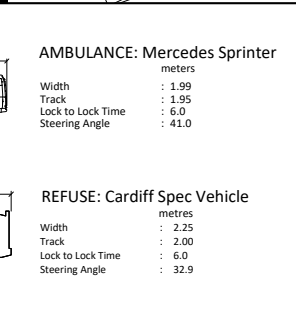 AMBULANCE: Mercedes Sprinter
meters
Width : 1.99
Track : 1.95
Lock to Lock Time : 6.0
Steering Angle : 41.0
REFUSE: Cardiff Spec Vehicle
metres
Width : 2.25
Track : 2.00
Lock to Lock Time : 6.0
Steering Angle : 32.9